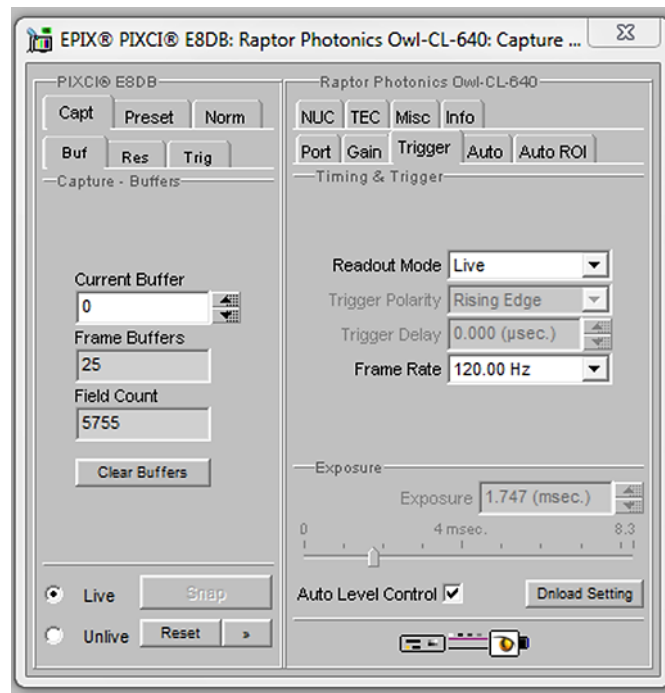 EPIX® PIXCI® E8DB: Raptor Photonics Owl-CL-640: Capture ...
PIXCI® E8DB
Capt Preset Norm
Buf Res Trig
Capture - Buffers
Current Buffer
0
Frame Buffers
25
Field Count
5755
Clear Buffers
Live Snap
Unlive Reset »
Raptor Photonics Owl-CL-640
NUC TEC Misc Info
Port Gain Trigger Auto Auto ROI
Timing & Trigger
Readout Mode Live
Trigger Polarity Rising Edge
Trigger Delay 0.000 (µsec.)
Frame Rate 120.00 Hz
Exposure
Exposure 1.747 (msec.)
0 4 msec. 8.3
Auto Level Control Dnload Setting